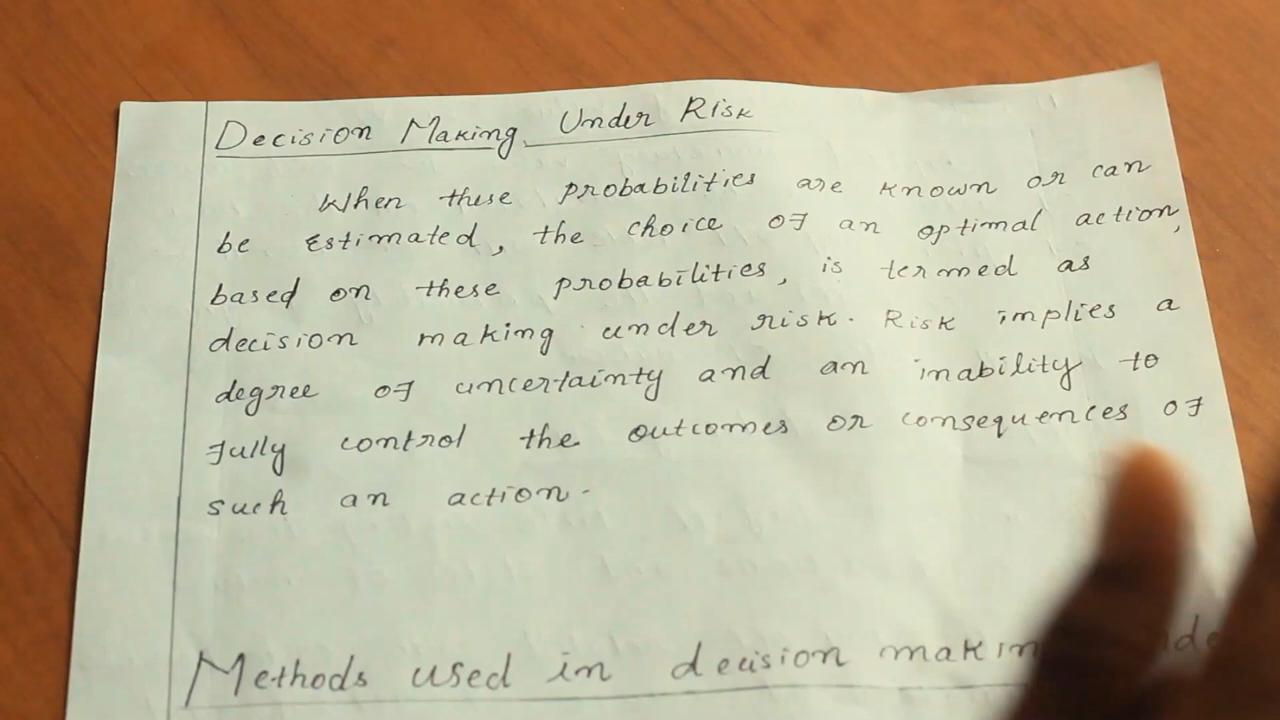 Decision Making Under Risk
When these probabilities are known or can
be Estimated, the choice of an optimal action,
based on these probabilities, is termed as
decision making under risk. Risk implies a
degree of uncertainty and an inability to
fully control the outcomes or consequences of
such an action.
Methods used in decision making